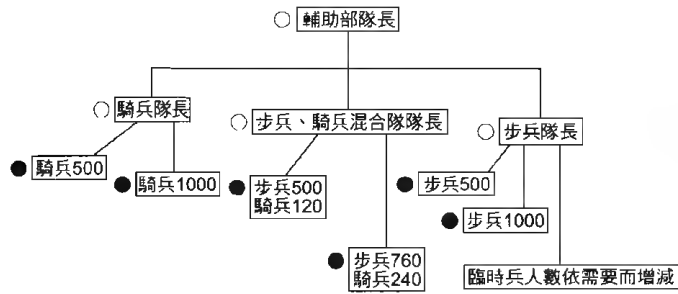 輔助部隊長
騎兵隊長
步兵、騎兵混合隊隊長
步兵隊長
騎兵500
騎兵1000
步兵500
騎兵120
步兵500
步兵1000
步兵760
騎兵240
臨時兵人數依需要而增減